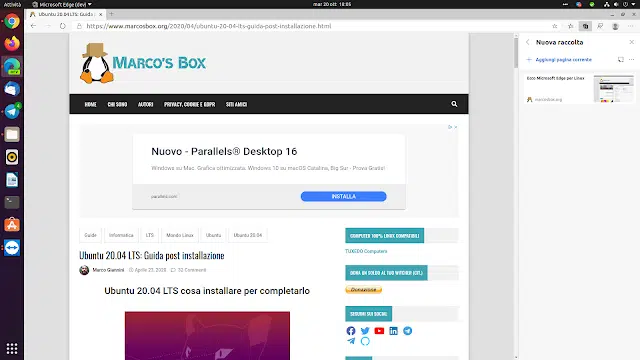 Attività
Microsoft Edge (dev)
mar 20 ott 18:05
Ubuntu 20.04 LTS: Guida
https://www.marcosbox.org/2020/04/ubuntu-20-04-lts-guida-post-installazione.html
Nuova raccolta
Aggiungi pagina corrente
Ecco Microsoft Edge per Linux
marcosbox.org
MARCO'S BOX
HOME CHI SONO AUTORI PRIVACY, COOKIE E GDPR SITI AMICI
Nuovo - Parallels® Desktop 16
Windows su Mac. Grafica ottimizzata. Windows 10 su macOS Catalina, Big Sur - Prova Gratis!
parallels.com
INSTALLA
Guide Informatica LTS Mondo Linux Ubuntu Ubuntu 20.04
Ubuntu 20.04 LTS: Guida post installazione
Marco Giannini Aprile 23, 2020 52 Commenti
Ubuntu 20.04 LTS cosa installare per completarlo
COMPUTER 100% LINUX COMPATIBILI
TUXEDO Computers
DONA UN SOLDO AL TUO WITCHER (CIT.)
Donazione
SEGUIMI SUI SOCIAL